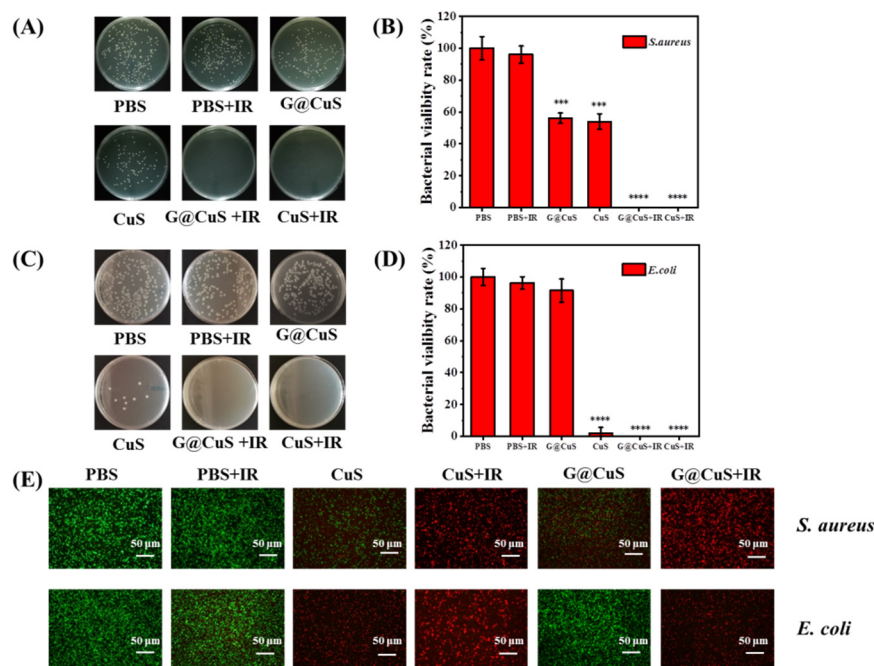 (A)
PBS PBS+IR G@CuS
CuS G@CuS +IR CuS+IR
(B)
Bacterial vialibity rate (%)
120
100
80
60
40
20
0
S.aureus
*** *** **** ****
PBS PBS+IR G@CuS CuS G@CuS+IR CuS+IR
(C)
PBS PBS+IR G@CuS
CuS G@CuS +IR CuS+IR
(D)
Bacterial vialibity rate (%)
120
100
80
60
40
20
0
E.coli
**** **** ****
PBS PBS+IR G@CuS CuS G@CuS+IR CuS+IR
(E)
PBS PBS+IR CuS CuS+IR G@CuS G@CuS+IR
50 μm 50 μm 50 μm 50 μm 50 μm 50 μm
S. aureus
50 μm 50 μm 50 μm 50 μm 50 μm 50 μm
E. coli